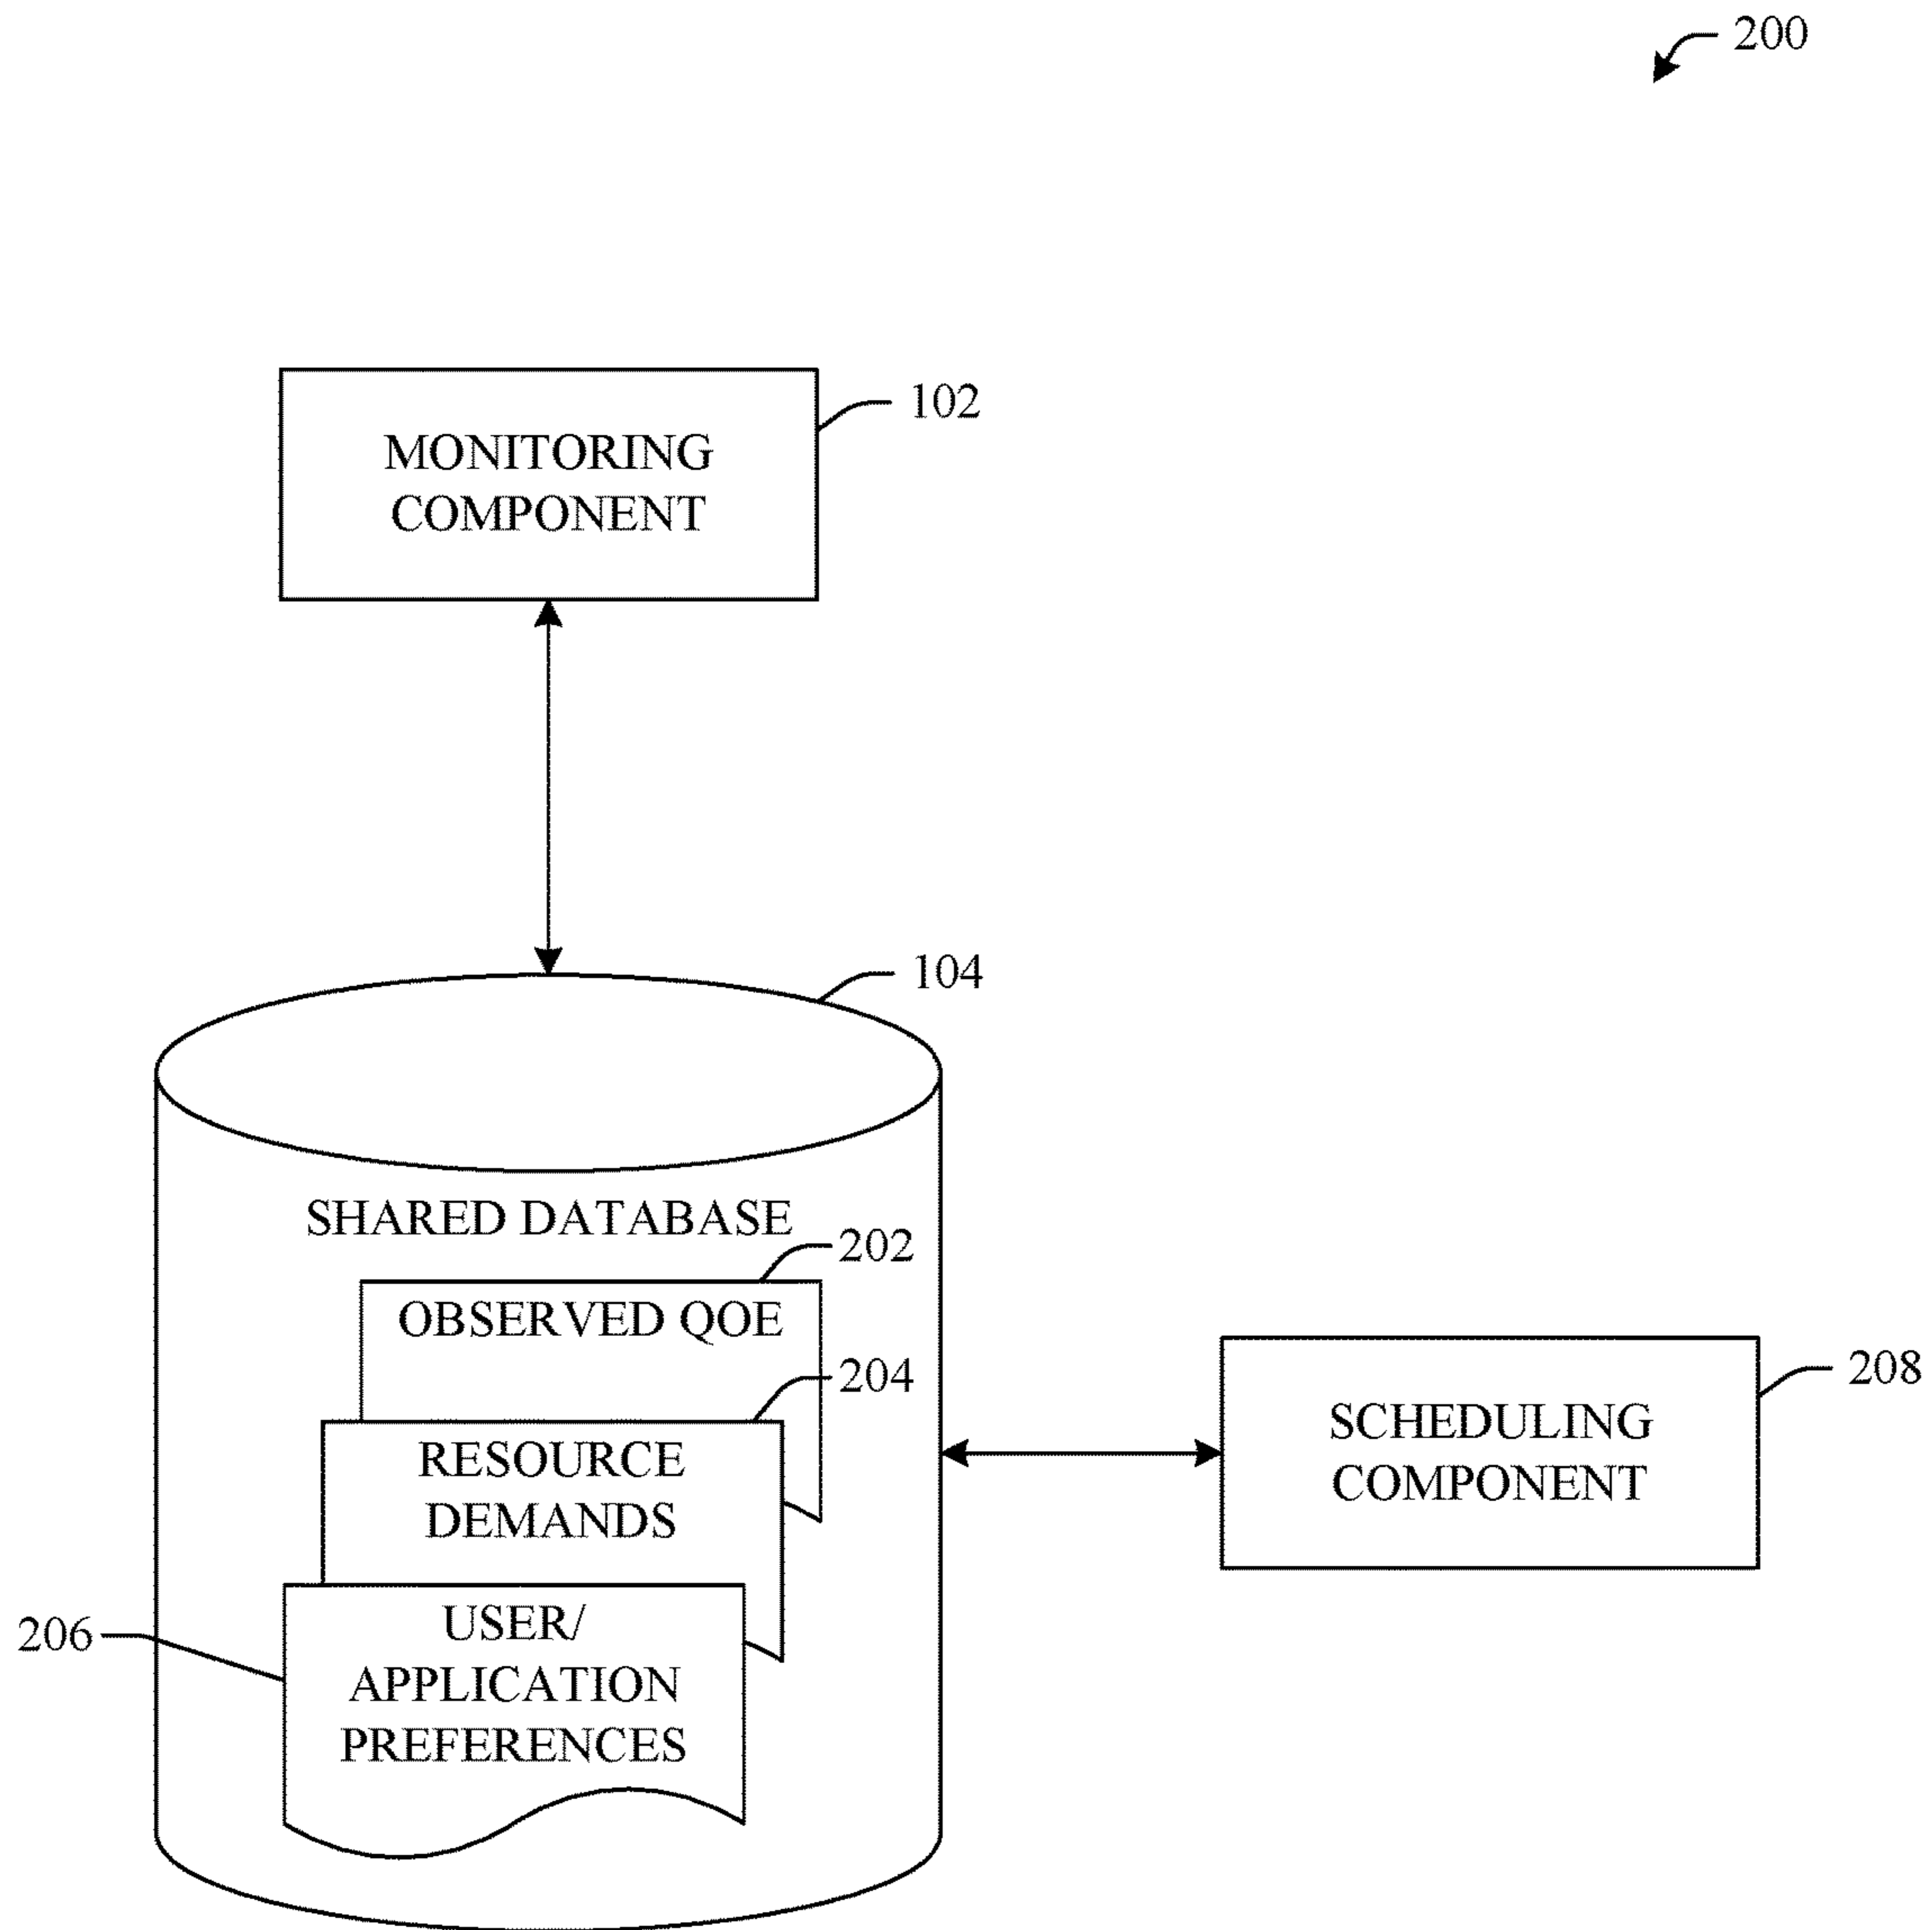 200
102
MONITORING
COMPONENT
104
SHARED DATABASE
202
OBSERVED QOE
204
RESOURCE
DEMANDS
208
SCHEDULING
COMPONENT
206
USER/
APPLICATION
PREFERENCES